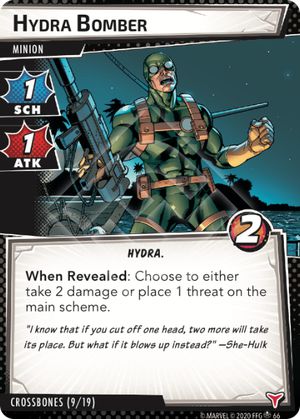 HYDRA BOMBER
MINION
1
SCH
1
ATK
2
HYDRA.
When Revealed: Choose to either
take 2 damage or place 1 threat on
the main scheme.
"I know that if you cut off one head, two more will take
its place. But what if it blows up instead?" —She-Hulk
CROSSBONES (9/19)
© MARVEL © 2020 FFG 66